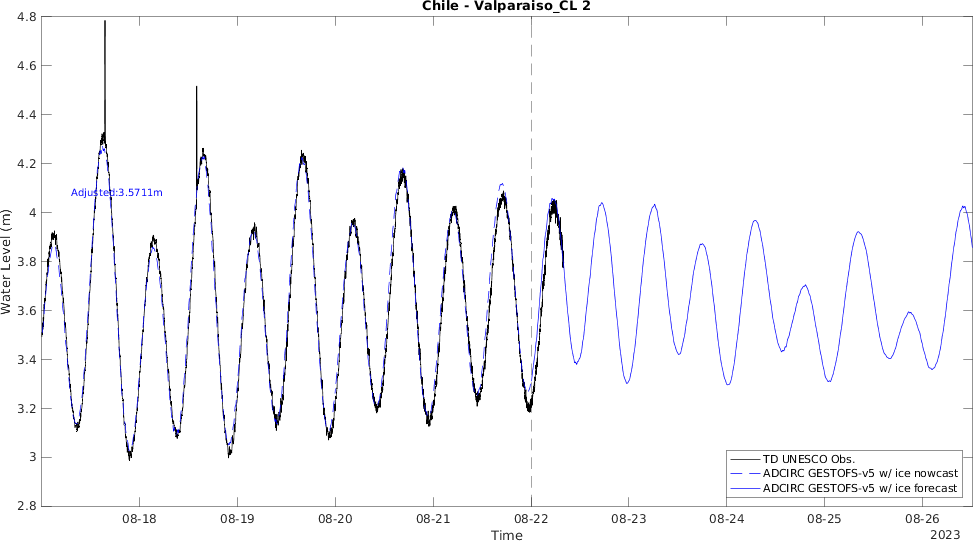 Chile - Valparaiso_CL 2
4.8
4.6
4.4
4.2
4
3.8
3.6
3.4
3.2
3
2.8
Water Level (m)
Adjusted:3.5711m
TD UNESCO Obs.
ADCIRC GESTOFS-v5 w/ ice nowcast
ADCIRC GESTOFS-v5 w/ ice forecast
08-18 08-19 08-20 08-21 08-22 08-23 08-24 08-25 08-26
Time
2023